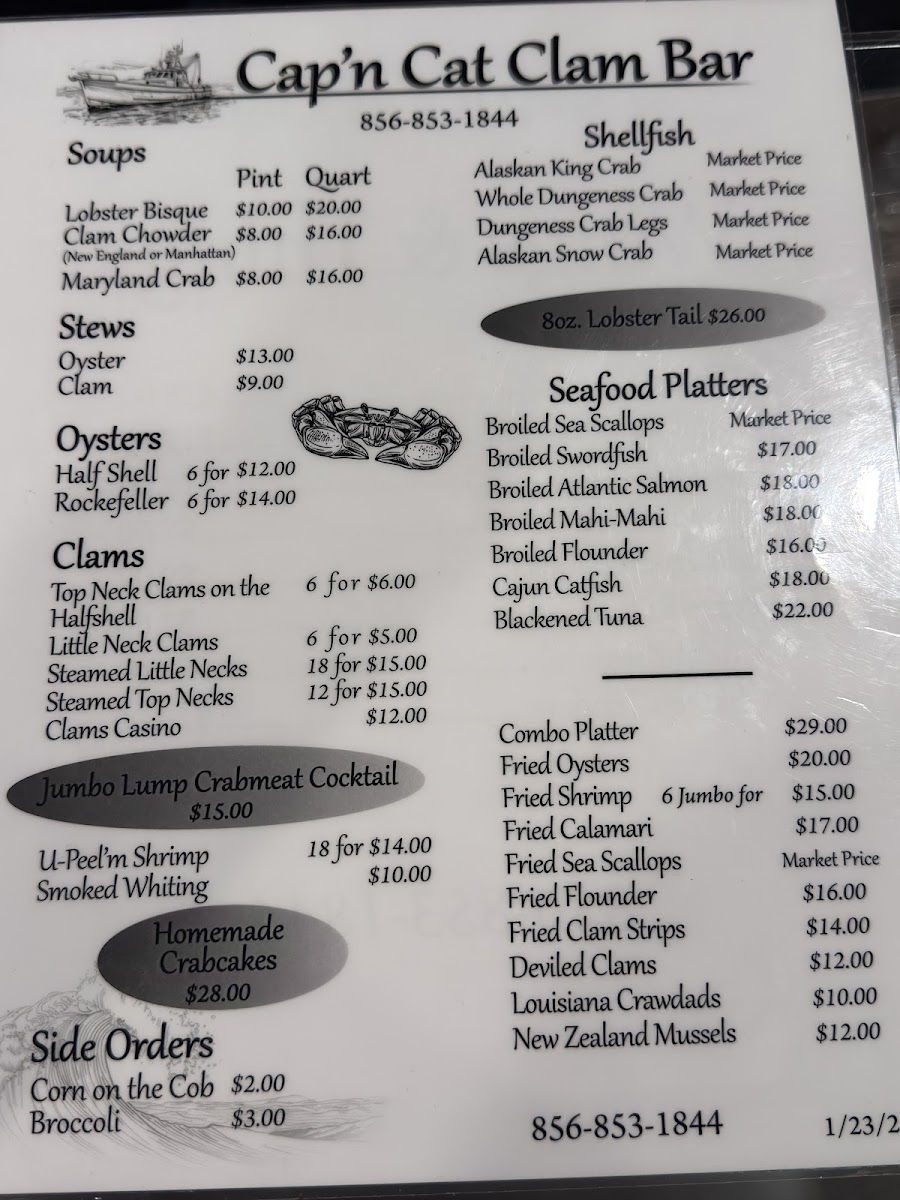 Cap'n Cat Clam Bar
856-853-1844
Soups
Pint Quart
Lobster Bisque $10.00 $20.00
Clam Chowder $8.00 $16.00
(New England or Manhattan)
Maryland Crab $8.00 $16.00
Stews
Oyster $13.00
Clam $9.00
Oysters
Half Shell 6 for $12.00
Rockefeller 6 for $14.00
Clams
Top Neck Clams on the 6 for $6.00
Halfshell
Little Neck Clams 6 for $5.00
Steamed Little Necks 18 for $15.00
Steamed Top Necks 12 for $15.00
Clams Casino $12.00
Jumbo Lump Crabmeat Cocktail
$15.00
U-Peel'm Shrimp 18 for $14.00
Smoked Whiting $10.00
Homemade
Crabcakes
$28.00
Side Orders
Corn on the Cob $2.00
Broccoli $3.00
Shellfish
Alaskan King Crab Market Price
Whole Dungeness Crab Market Price
Dungeness Crab Legs Market Price
Alaskan Snow Crab Market Price
8oz. Lobster Tail $26.00
Seafood Platters
Broiled Sea Scallops Market Price
Broiled Swordfish $17.00
Broiled Atlantic Salmon $18.00
Broiled Mahi-Mahi $18.00
Broiled Flounder $16.00
Cajun Catfish $18.00
Blackened Tuna $22.00
Combo Platter $29.00
Fried Oysters $20.00
Fried Shrimp 6 Jumbo for $15.00
Fried Calamari $17.00
Fried Sea Scallops Market Price
Fried Flounder $16.00
Fried Clam Strips $14.00
Deviled Clams $12.00
Louisiana Crawdads $10.00
New Zealand Mussels $12.00
856-853-1844
1/23/2